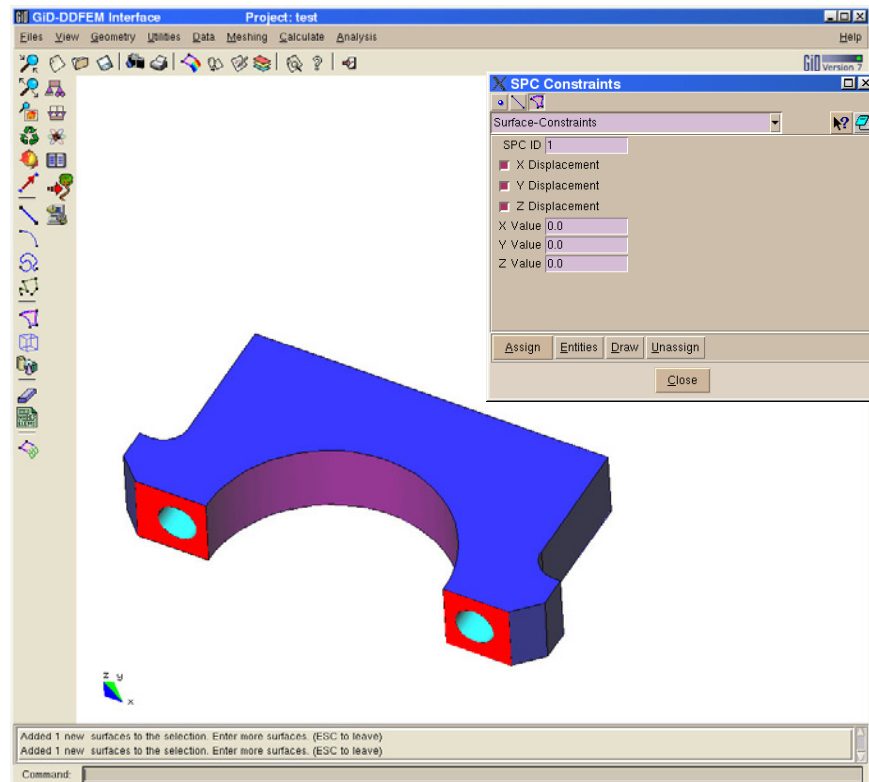 GiD-DDFEM Interface Project: test
Files View Geometry Utilities Data Meshing Calculate Analysis Help
GiD Version 7
SPC Constraints
Surface-Constraints
SPC ID 1
X Displacement
Y Displacement
Z Displacement
X Value 0.0
Y Value 0.0
Z Value 0.0
Assign Entities Draw Unassign
Close
z y
x
Added 1 new surfaces to the selection. Enter more surfaces. (ESC to leave)
Added 1 new surfaces to the selection. Enter more surfaces. (ESC to leave)
Command: